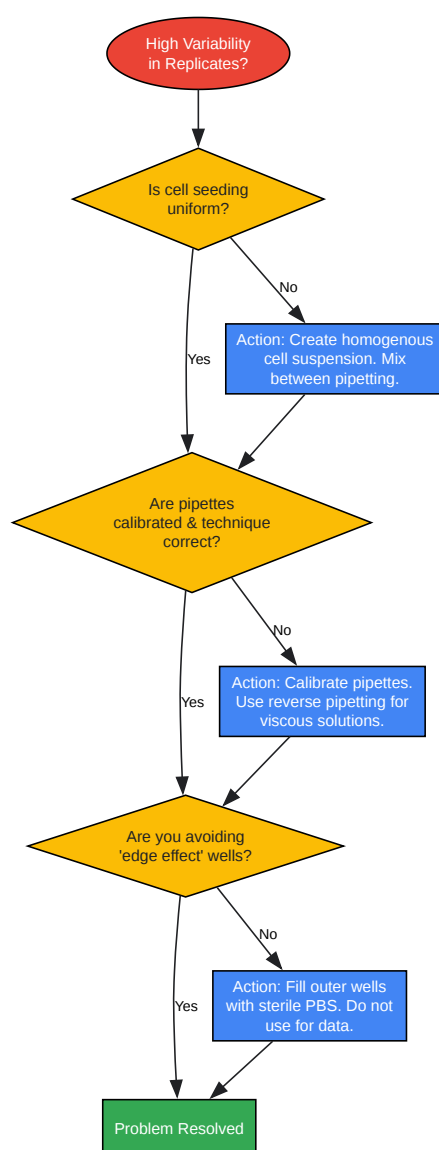 High Variability
in Replicates?
Is cell seeding
uniform?
No
Action: Create homogenous
cell suspension. Mix
between pipetting.
Yes
Are pipettes
calibrated & technique
correct?
No
Action: Calibrate pipettes.
Use reverse pipetting for
viscous solutions.
Yes
Are you avoiding
'edge effect' wells?
No
Action: Fill outer wells
with sterile PBS. Do not
use for data.
Yes
Problem Resolved